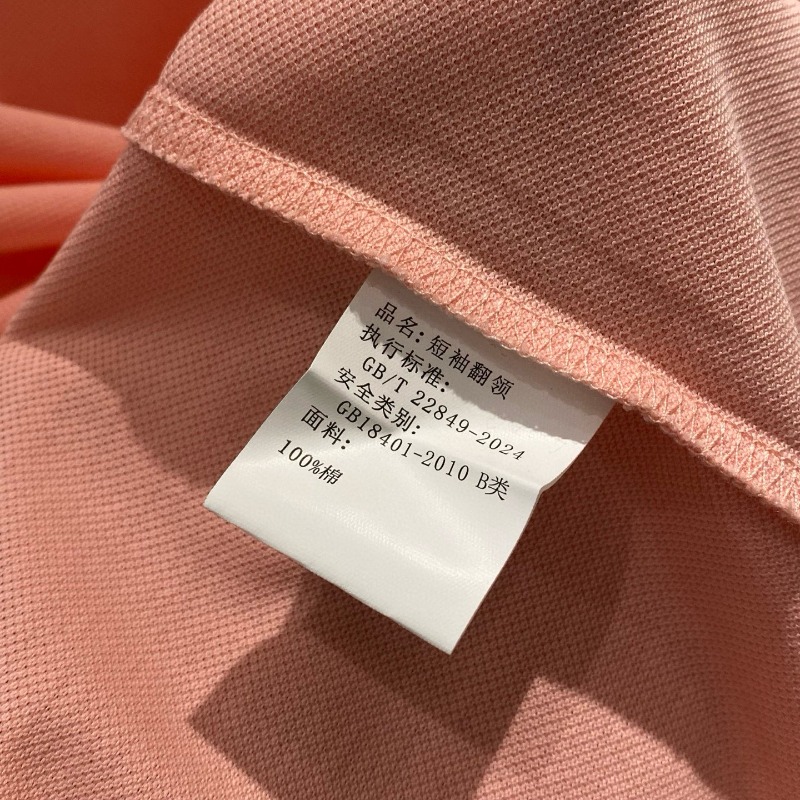 品名:短袖翻领
执行标准:
GB/T 22849-2024
安全类别:
GB18401-2010 B类
面料:
100%棉